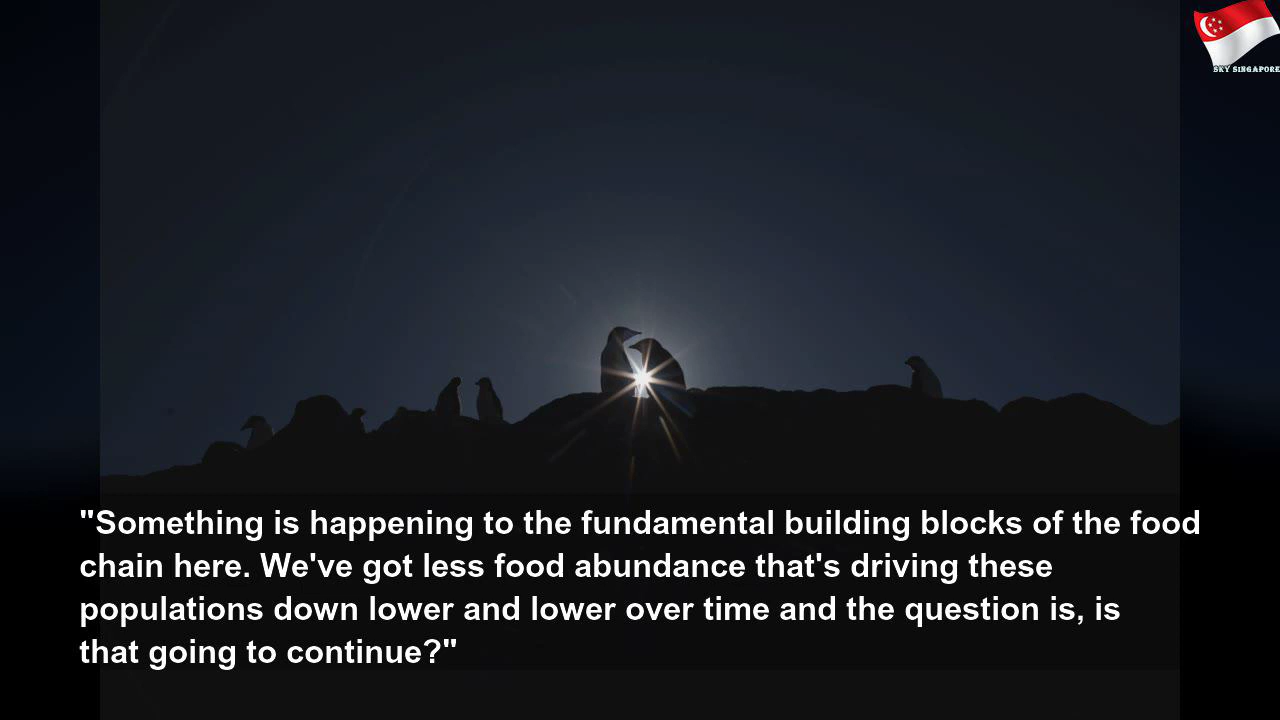 SKY SINGAPORE
"Something is happening to the fundamental building blocks of the food
chain here. We've got less food abundance that's driving these
populations down lower and lower over time and the question is, is
that going to continue?"